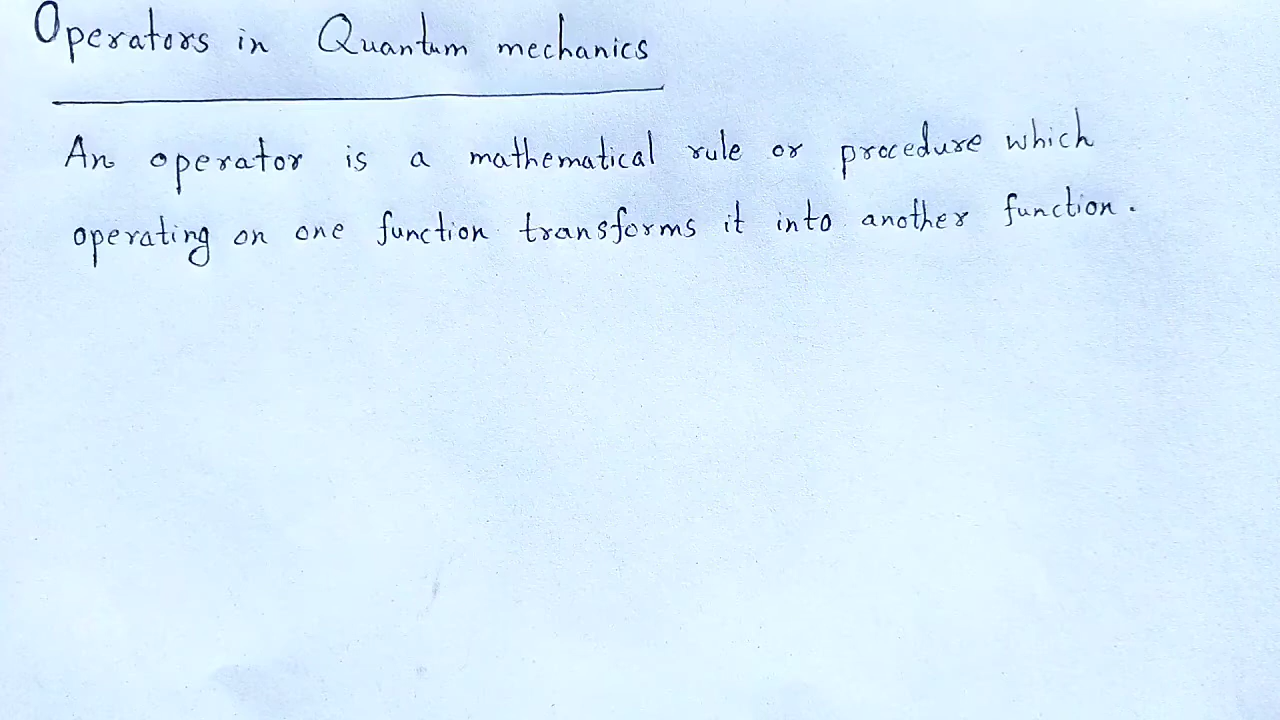 Operators in Quantum mechanics
An operator is a mathematical rule or procedure which
operating on one function transforms it into another function.